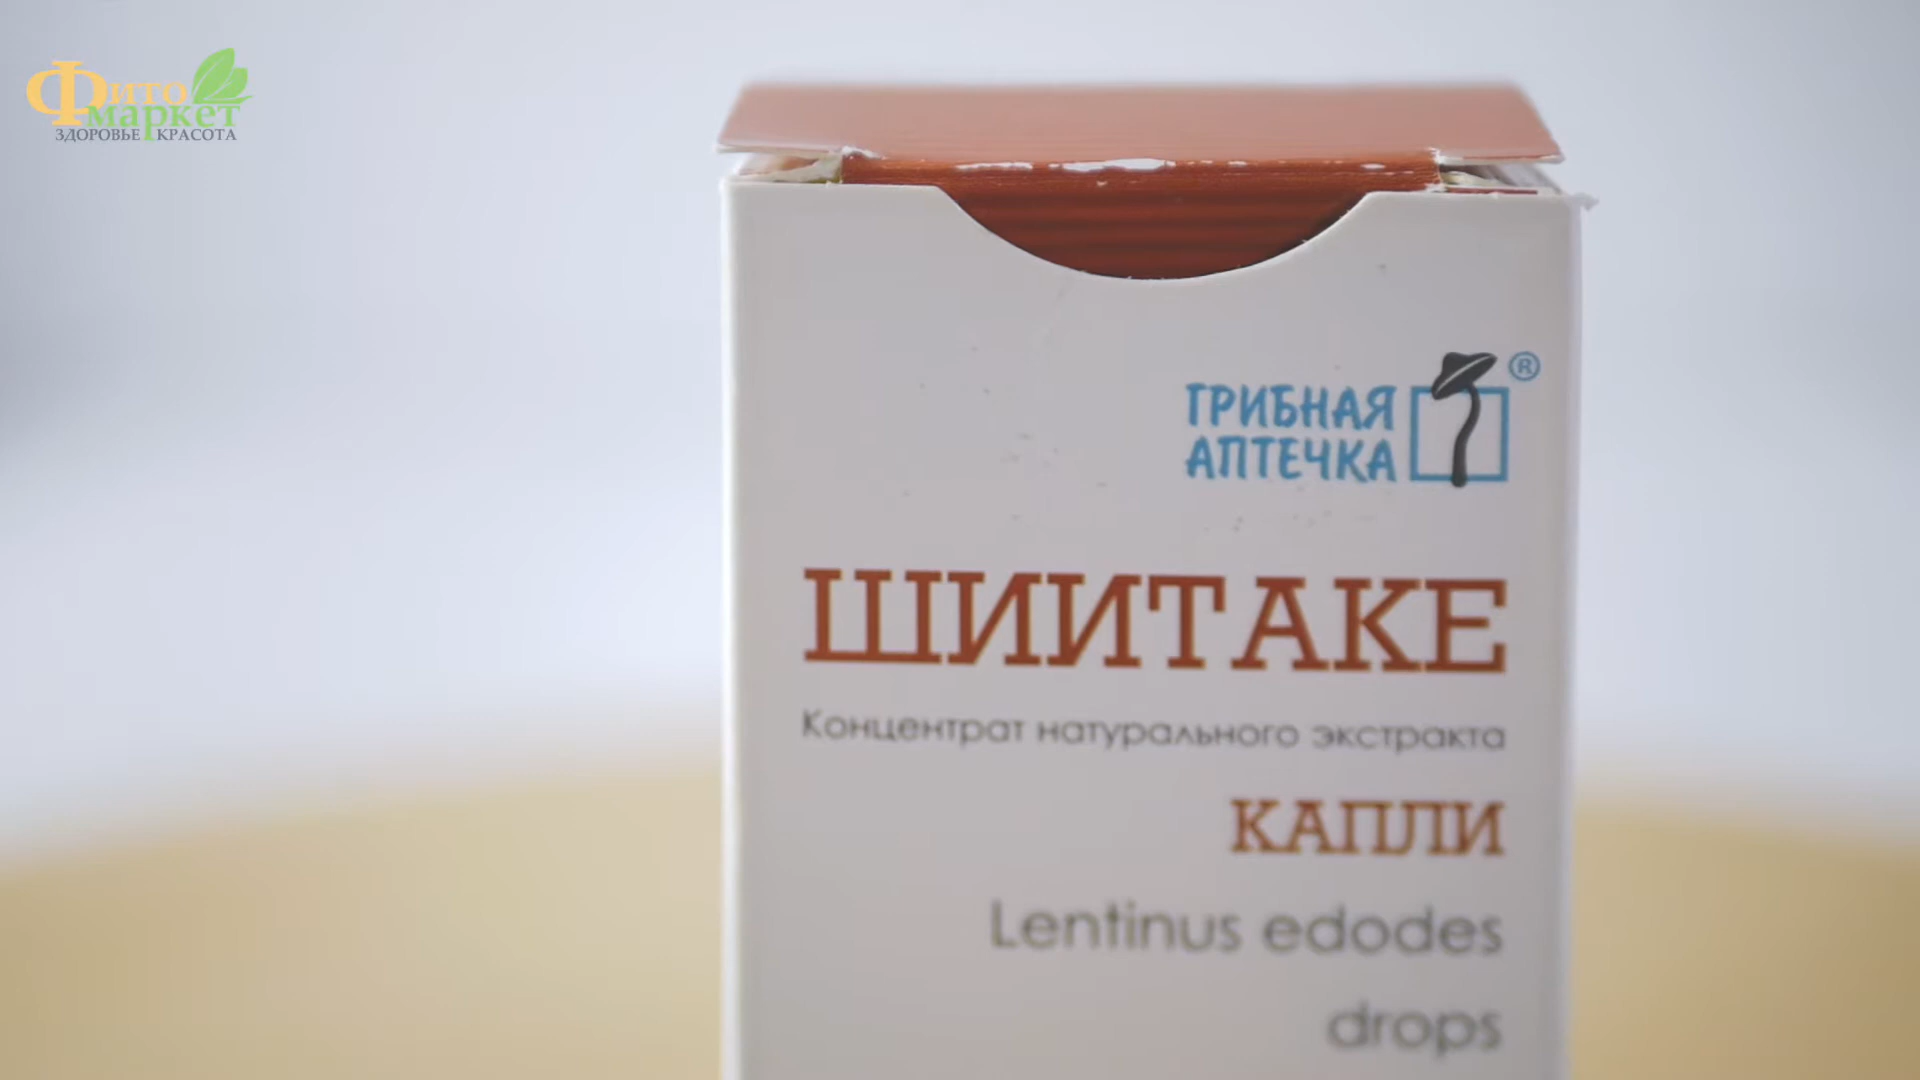 Фито
маркет
ЗДОРОВЬЕ КРАСОТА
ГРИБНАЯ
АПТЕЧКА ®
ШИИТАКЕ
Концентрат натурального экстракта
КАПЛИ
Lentinus edodes
drops